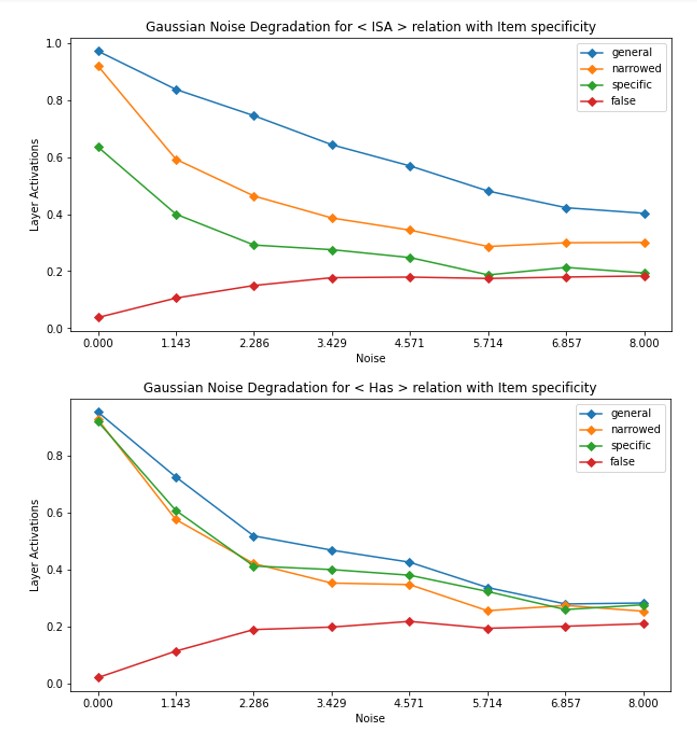 Gaussian Noise Degradation for < ISA > relation with Item specificity
general
narrowed
specific
false
Layer Activations
1.0
0.8
0.6
0.4
0.2
0.0
0.000 1.143 2.286 3.429 4.571 5.714 6.857 8.000
Noise
Gaussian Noise Degradation for < Has > relation with Item specificity
general
narrowed
specific
false
Layer Activations
0.8
0.6
0.4
0.2
0.0
0.000 1.143 2.286 3.429 4.571 5.714 6.857 8.000
Noise